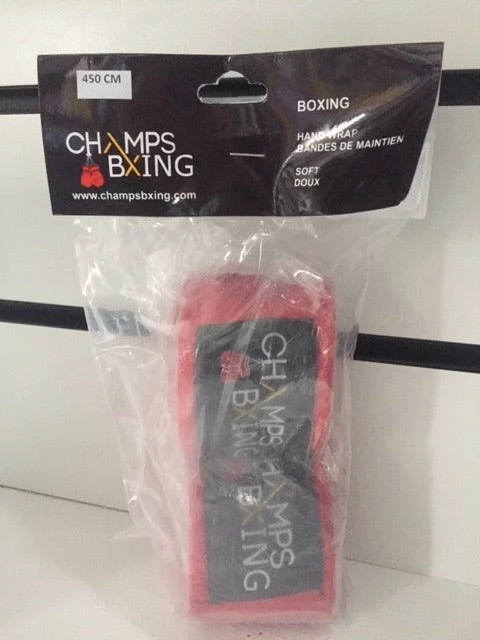 450 CM
CHAMPS
BXING
www.champsbxing.com
BOXING
HAND WRAP
BANDES DE MAINTIEN
SOFT
DOUX
CHAMPS
BXING
CHAMPS
BXING